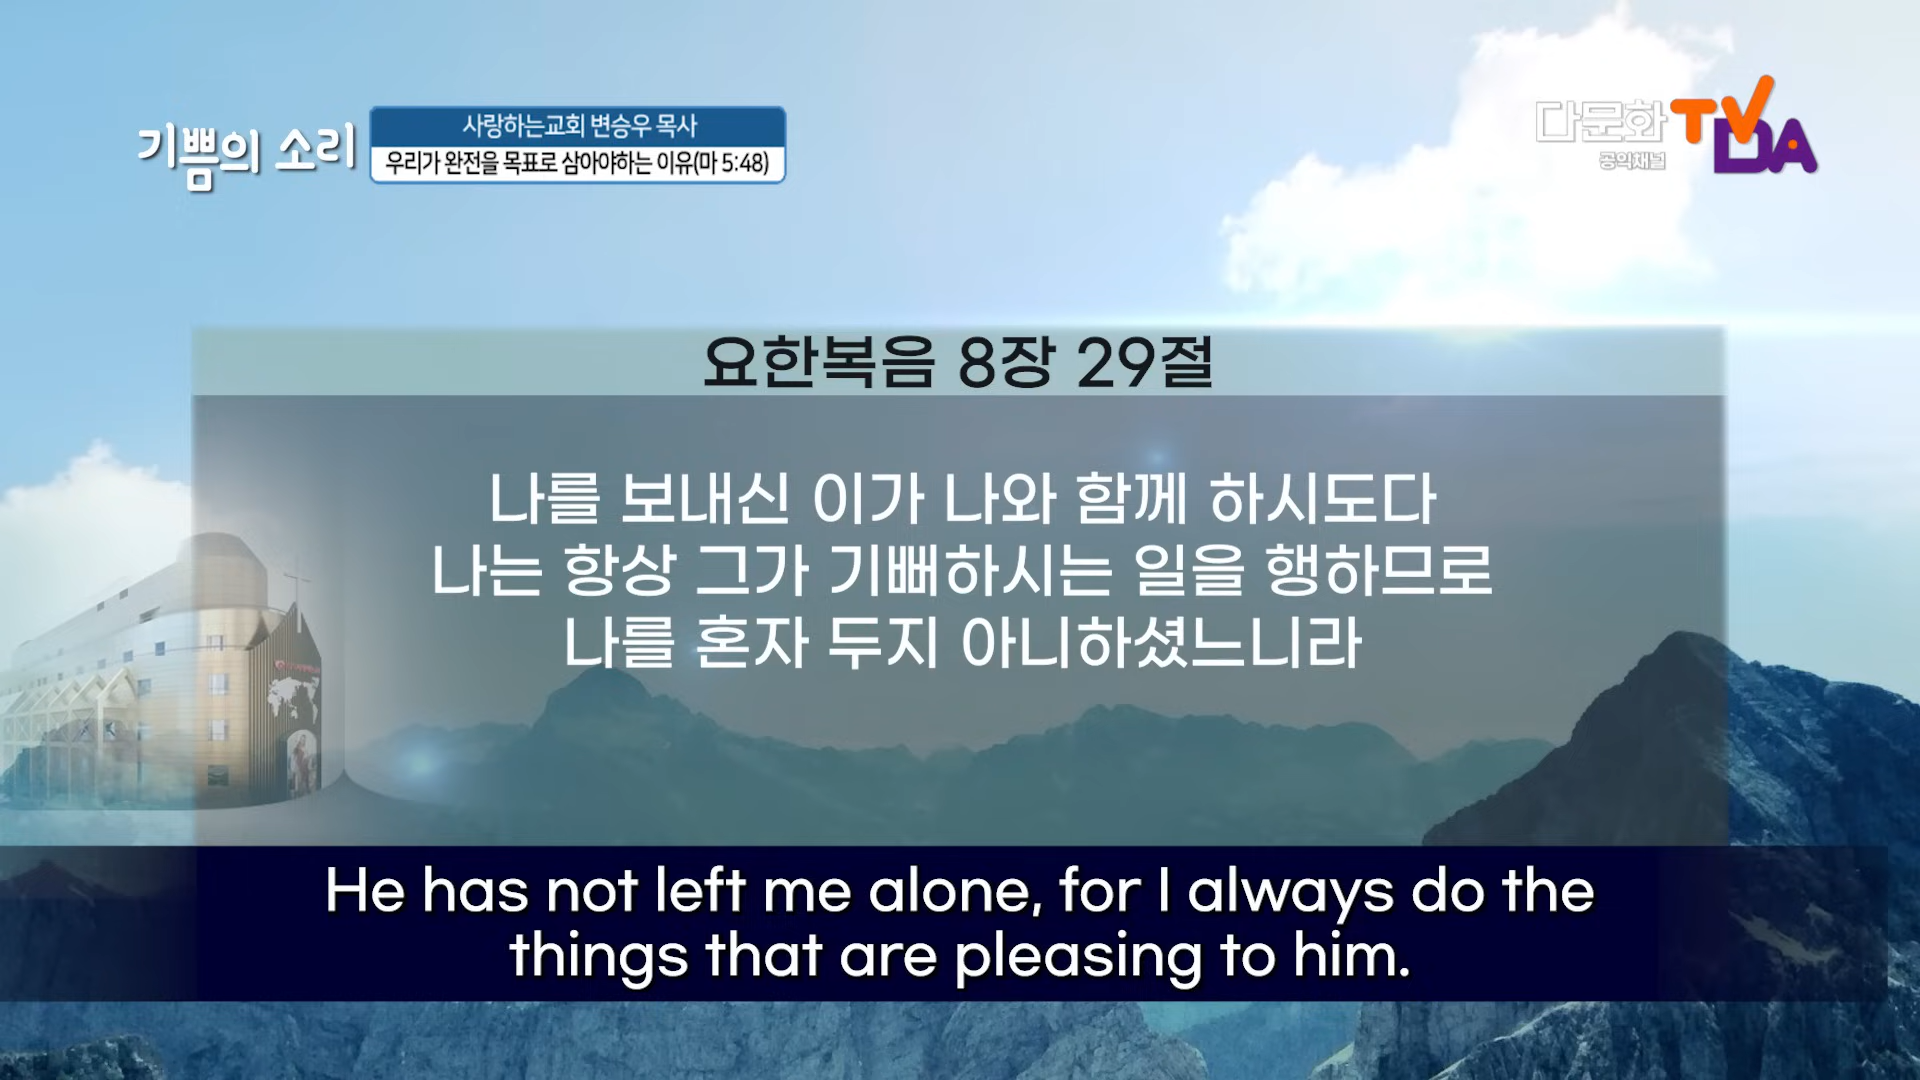 기쁨의 소리
사랑하는교회 변승우 목사
우리가 완전을 목표로 삼아야하는 이유(마 5:48)
다문화 TV
DA
공익채널
요한복음 8장 29절
나를 보내신 이가 나와 함께 하시도다
나는 항상 그가 기뻐하시는 일을 행하므로
나를 혼자 두지 아니하셨느니라
He has not left me alone, for I always do the
things that are pleasing to him.